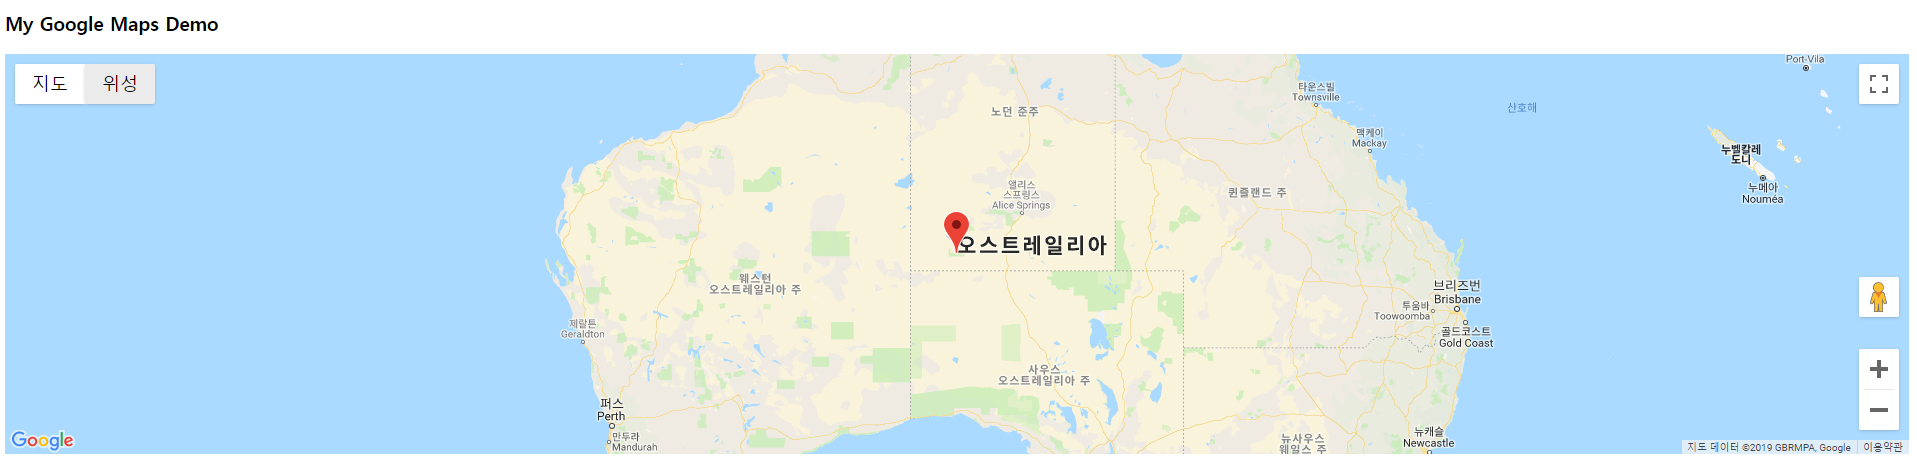 My Google Maps Demo
지도
위성
Port-Vila
타운스빌
Townsville
노던 준주
산호해
맥케이
Mackay
누벨칼레
도니
앨리스
스프링스
Alice Springs
퀸즐랜드 주
누메아
Nouméa
오스트레일리아
웨스턴
오스트레일리아 주
브리즈번
Brisbane
투움바
Toowoomba
제랄튼
Geraldton
골드코스트
Gold Coast
사우스
오스트레일리아 주
퍼스
Perth
만두라
Mandurah
뉴사우스
웨일스 주
뉴캐슬
Newcastle
Google
지도 데이터 ©2019 GBRMPA, Google
이용약관